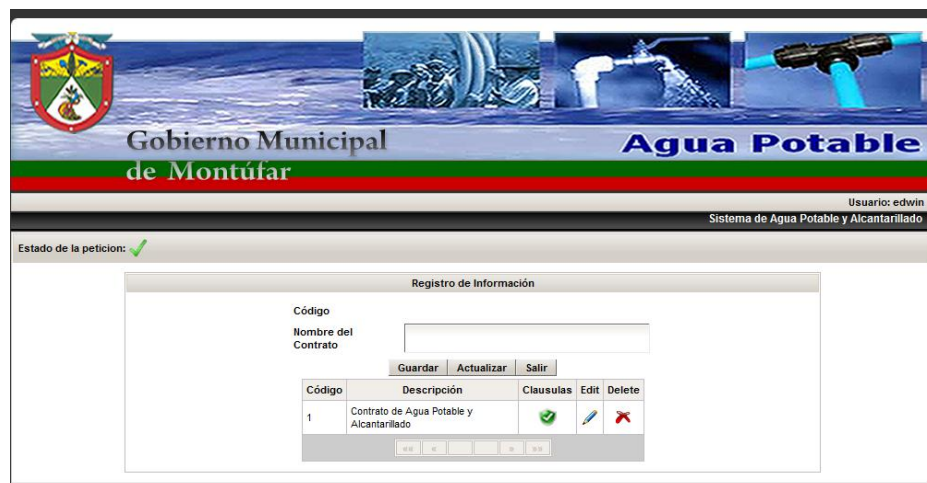 Gobierno Municipal
de Montúfar
Agua Potable
Usuario: edwin
Sistema de Agua Potable y Alcantarillado
Estado de la peticion:
Registro de Información
Código
Nombre del
Contrato
Guardar Actualizar Salir
Código Descripción Clausulas Edit Delete
1 Contrato de Agua Potable y
Alcantarillado
«« « » »»